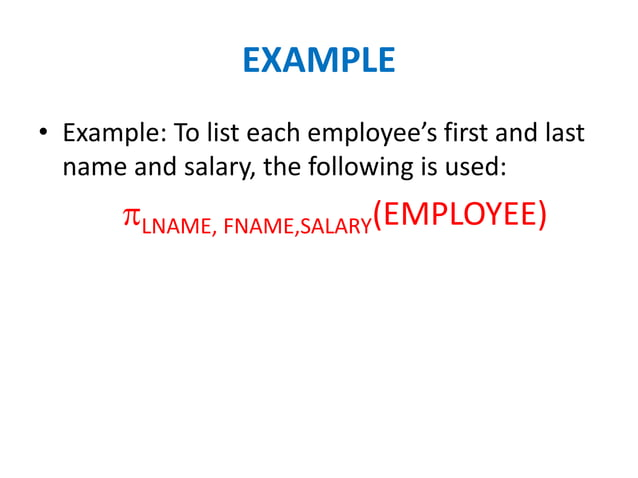 EXAMPLE
• Example: To list each employee’s first and last
name and salary, the following is used:
πLNAME, FNAME,SALARY(EMPLOYEE)